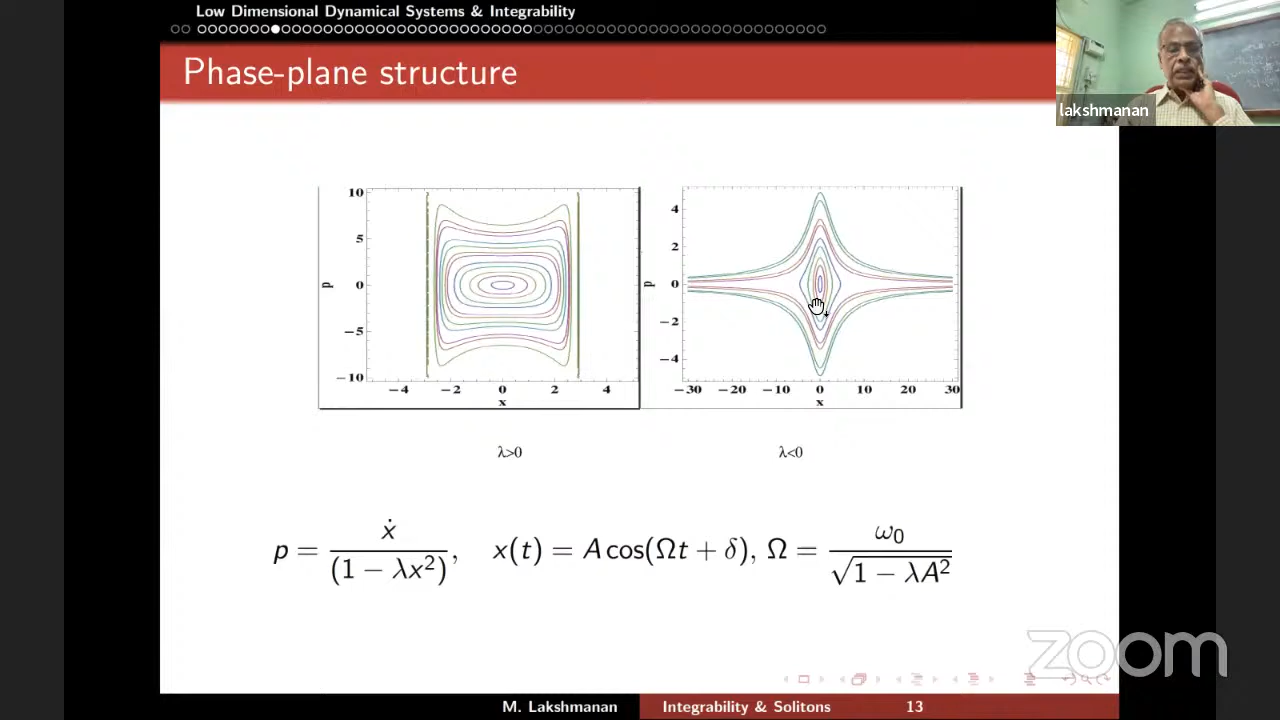 Low Dimensional Dynamical Systems & Integrability
Phase-plane structure
lakshmanan
10
5
0
−5
−10
p
−4 −2 0 2 4
x
4
2
0
−2
−4
p
−30 −20 −10 0 10 20 30
x
λ>0
λ<0
p = ẋ / (1 − λx²), x(t) = A cos(Ωt + δ), Ω = ω₀ / √(1 − λA²)
zoom
M. Lakshmanan Integrability & Solitons 13